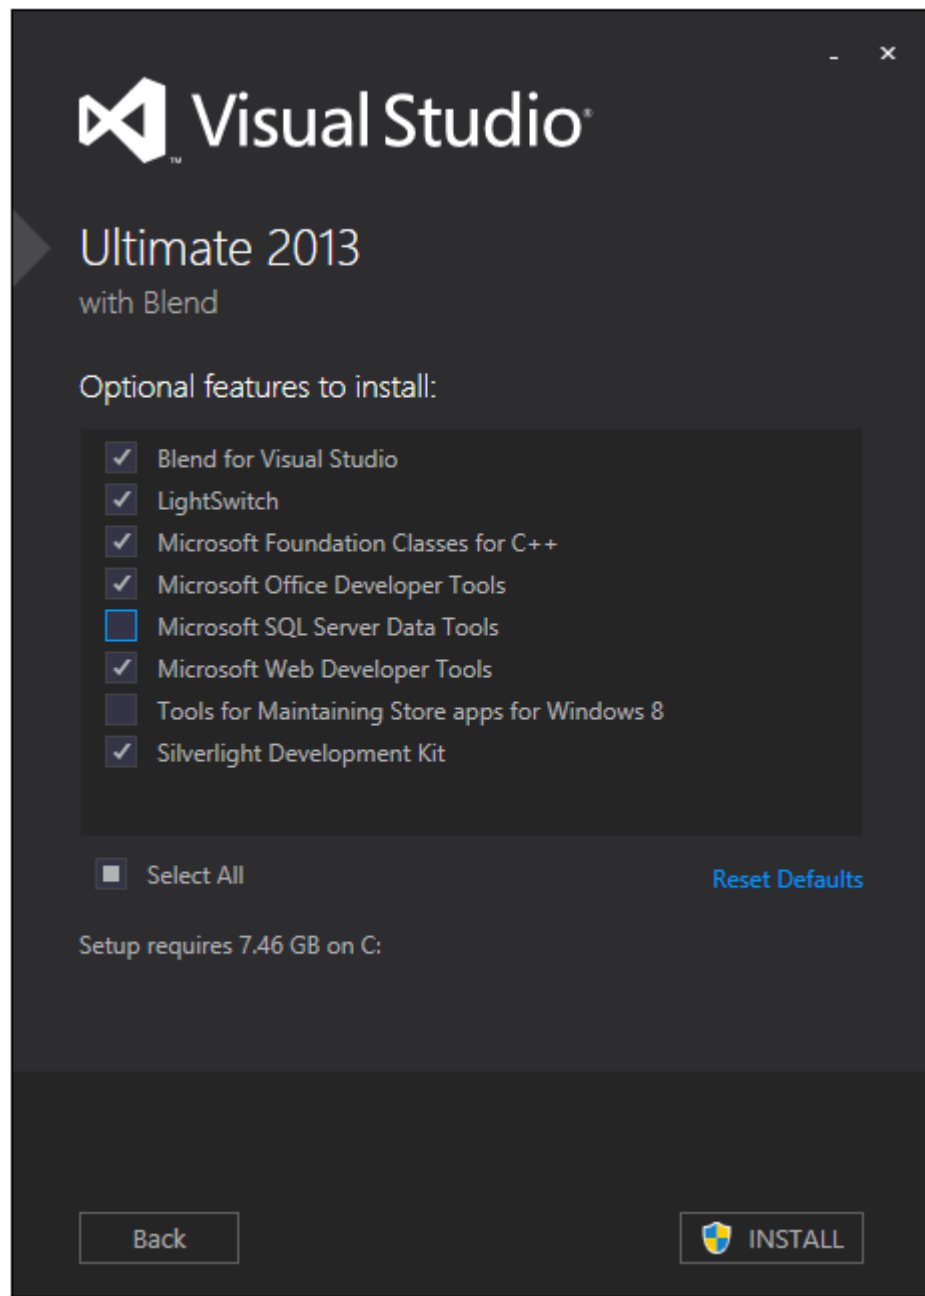 Visual Studio®
™
Ultimate 2013
with Blend
Optional features to install:
Blend for Visual Studio
LightSwitch
Microsoft Foundation Classes for C++
Microsoft Office Developer Tools
Microsoft SQL Server Data Tools
Microsoft Web Developer Tools
Tools for Maintaining Store apps for Windows 8
Silverlight Development Kit
Select All
Reset Defaults
Setup requires 7.46 GB on C:
Back
INSTALL